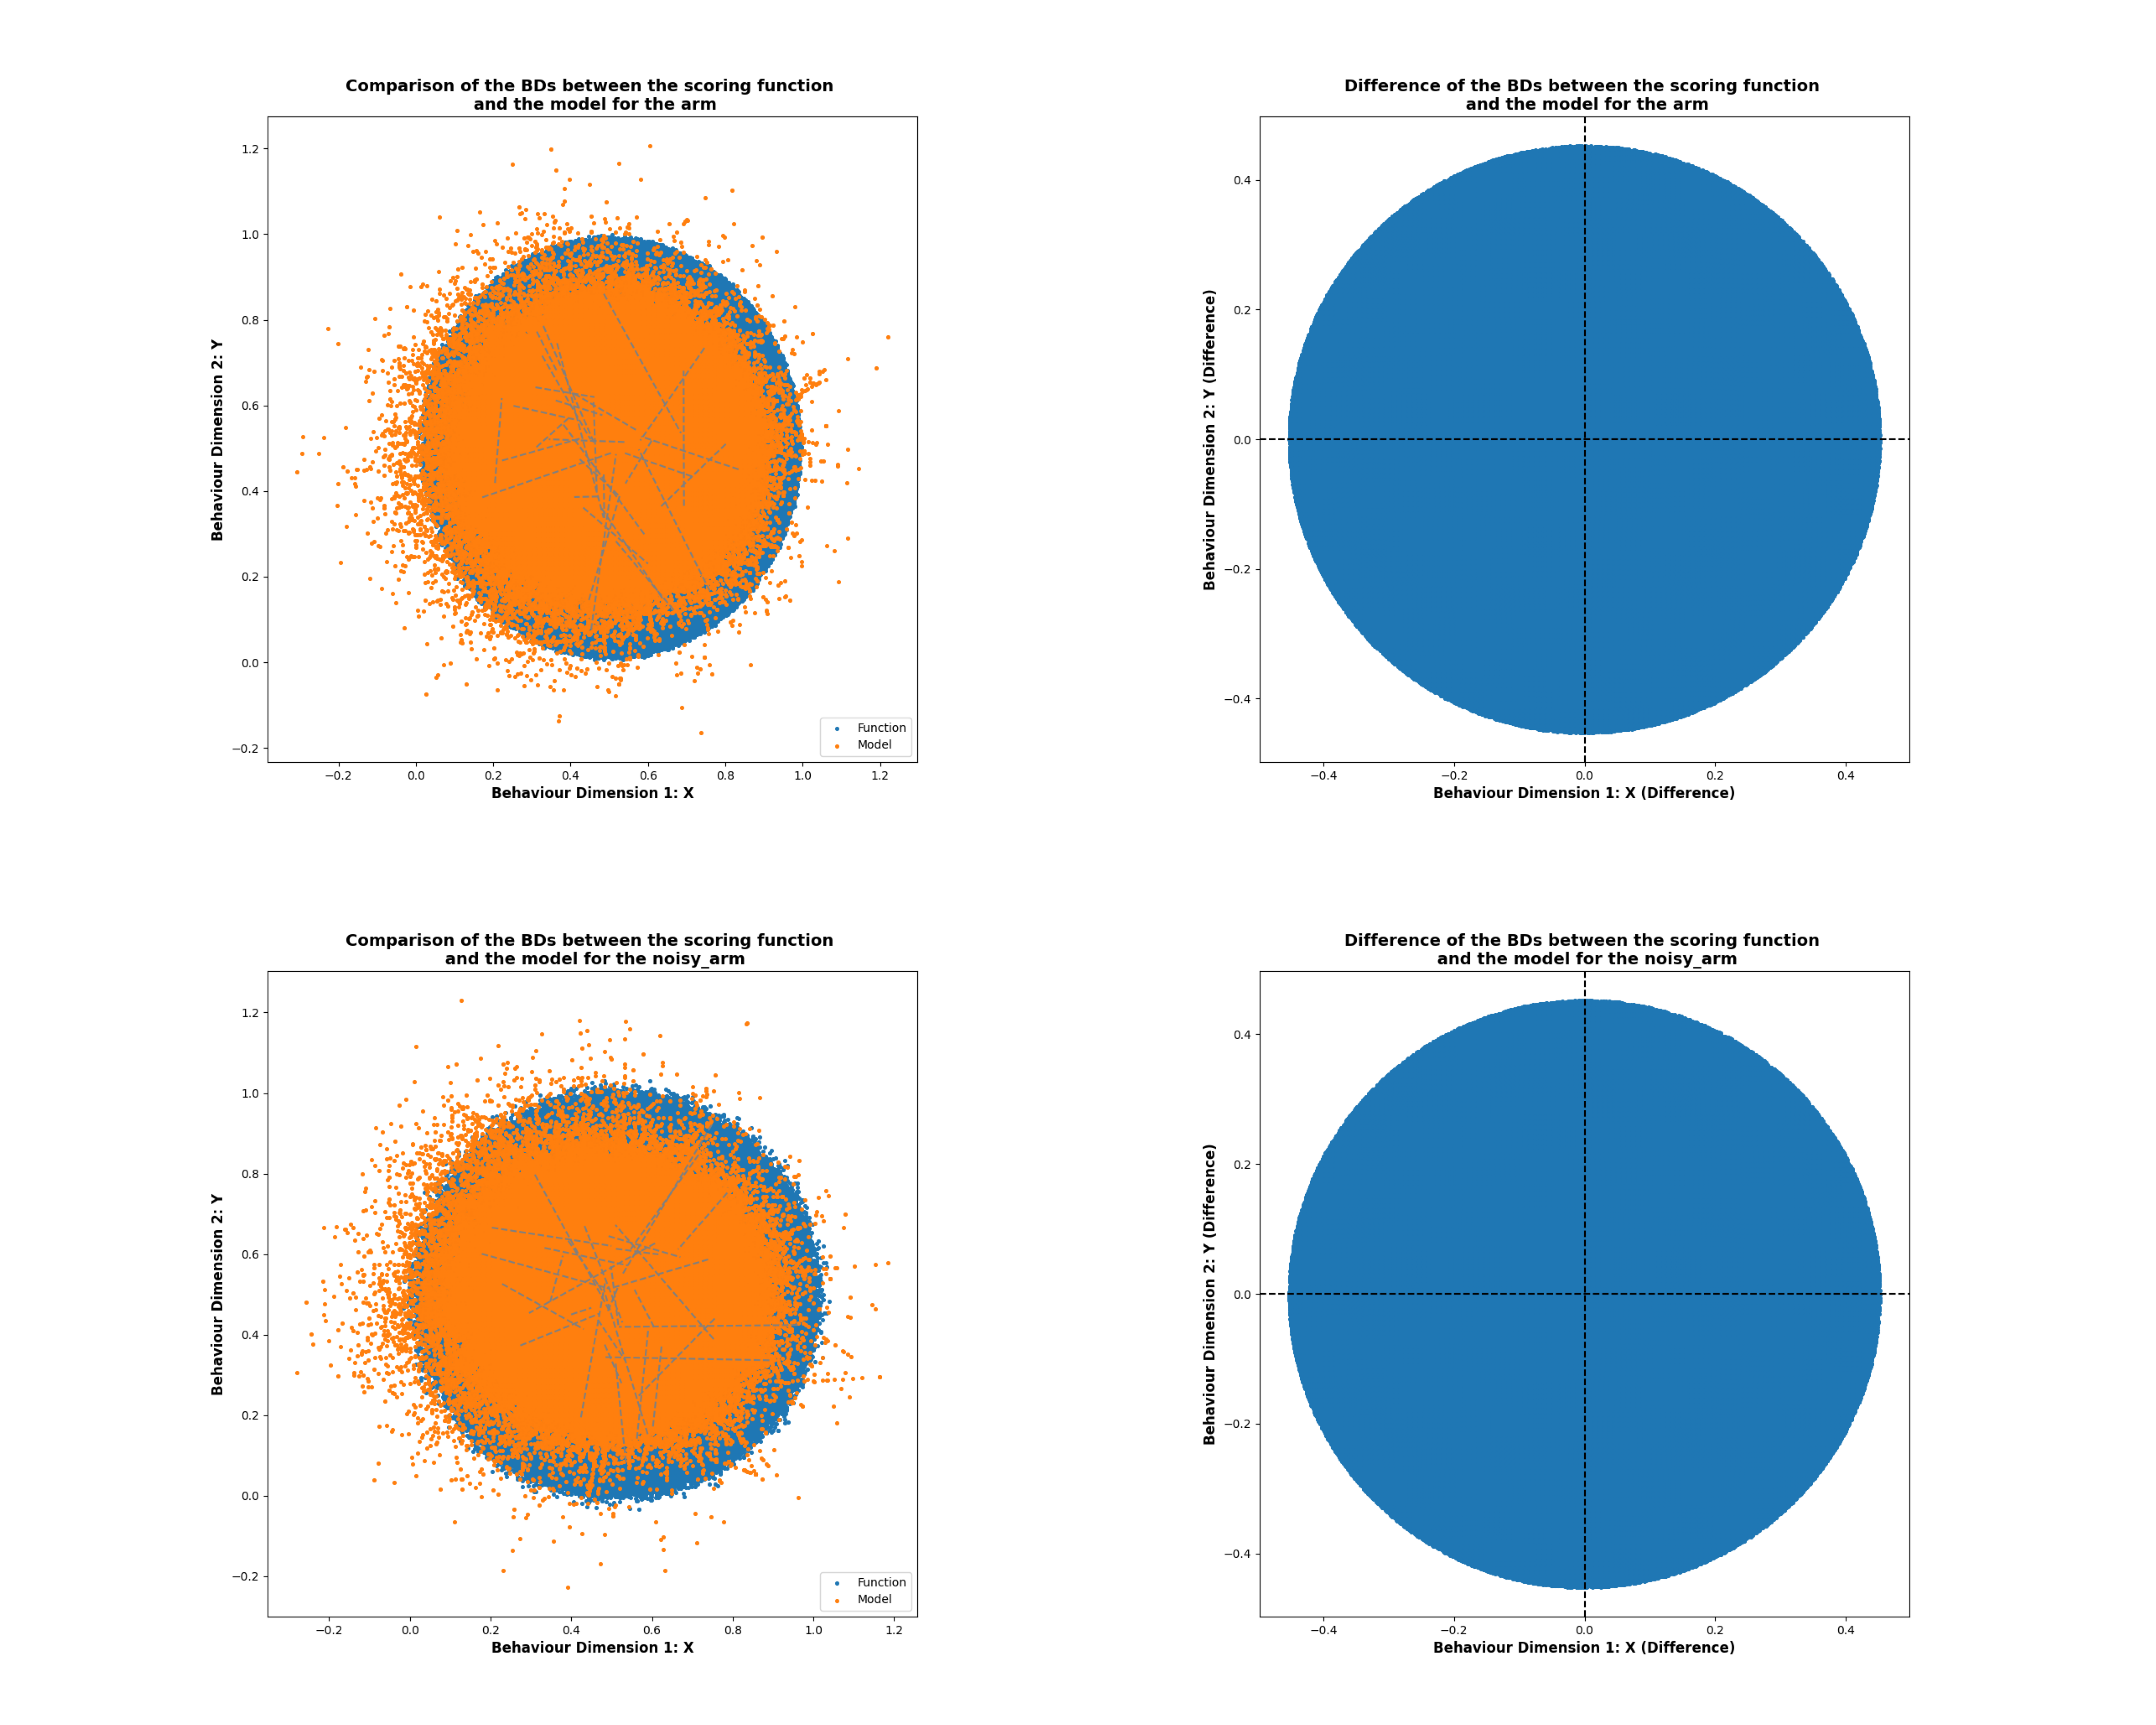 Comparison of the BDs between the scoring function
and the model for the arm
Behaviour Dimension 2: Y
1.2
1.0
0.8
0.6
0.4
0.2
0.0
−0.2
−0.2
0.0
0.2
0.4
0.6
0.8
1.0
1.2
Behaviour Dimension 1: X
Function
Model
Difference of the BDs between the scoring function
and the model for the arm
Behaviour Dimension 2: Y (Difference)
0.4
0.2
0.0
−0.2
−0.4
−0.4
−0.2
0.0
0.2
0.4
Behaviour Dimension 1: X (Difference)
Comparison of the BDs between the scoring function
and the model for the noisy_arm
Behaviour Dimension 2: Y
1.2
1.0
0.8
0.6
0.4
0.2
0.0
−0.2
−0.2
0.0
0.2
0.4
0.6
0.8
1.0
1.2
Behaviour Dimension 1: X
Function
Model
Difference of the BDs between the scoring function
and the model for the noisy_arm
Behaviour Dimension 2: Y (Difference)
0.4
0.2
0.0
−0.2
−0.4
−0.4
−0.2
0.0
0.2
0.4
Behaviour Dimension 1: X (Difference)